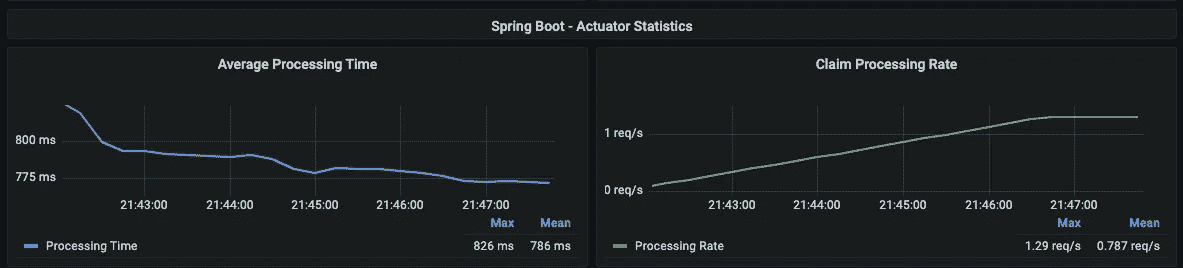 Spring Boot - Actuator Statistics
Average Processing Time
800 ms
775 ms
21:43:00 21:44:00 21:45:00 21:46:00 21:47:00
Max Mean
Processing Time 826 ms 786 ms
Claim Processing Rate
1 req/s
0 req/s
21:43:00 21:44:00 21:45:00 21:46:00 21:47:00
Max Mean
Processing Rate 1.29 req/s 0.787 req/s